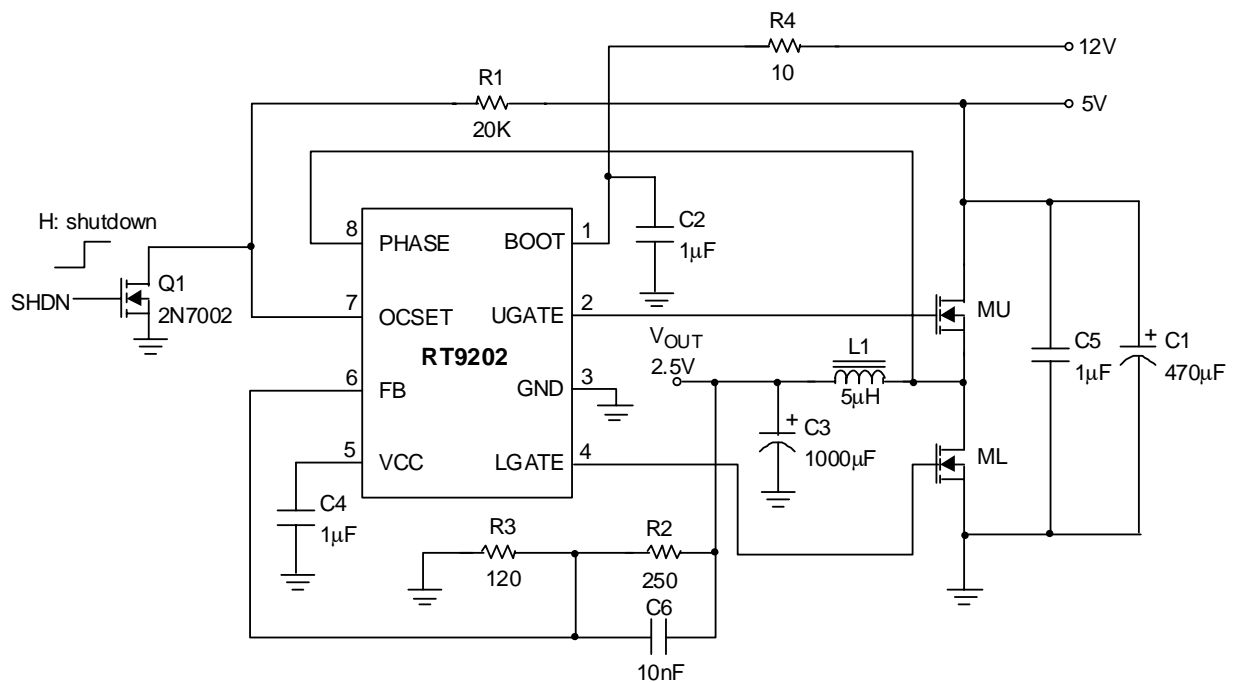 R4
12V
10
R1
5V
20K
H: shutdown
8 PHASE BOOT 1
C2
1μF
Q1
SHDN
2N7002
7 OCSET UGATE 2
MU
RT9202
VOUT
2.5V
L1
5μH
C5
1μF
C1
470μF
+
6 FB GND 3
+
C3
1000μF
5 VCC LGATE 4
ML
C4
1μF
R3
120
R2
250
C6
10nF